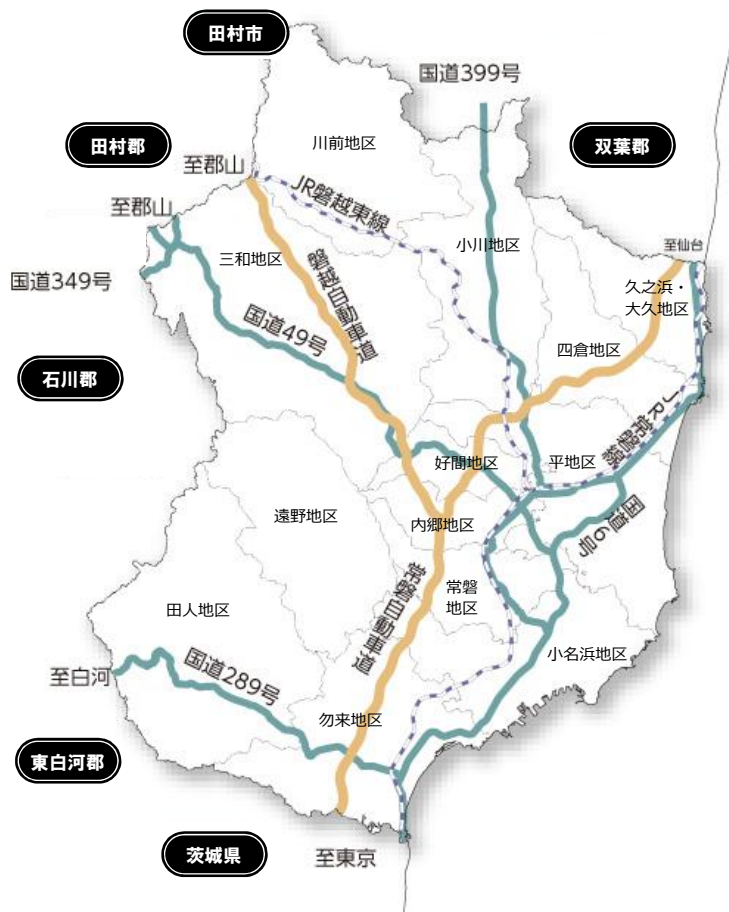 田村市
国道399号
田村郡
川前地区
双葉郡
至郡山
JR磐越東線
至郡山
小川地区
至仙台
三和地区
磐越自動車道
国道349号
久之浜・
大久地区
国道49号
四倉地区
石川郡
JR常磐線
好間地区
平地区
遠野地区
内郷地区
国道6号
常磐自動車道
常磐
地区
田人地区
小名浜地区
至白河
国道289号
勿来地区
東白河郡
茨城県
至東京